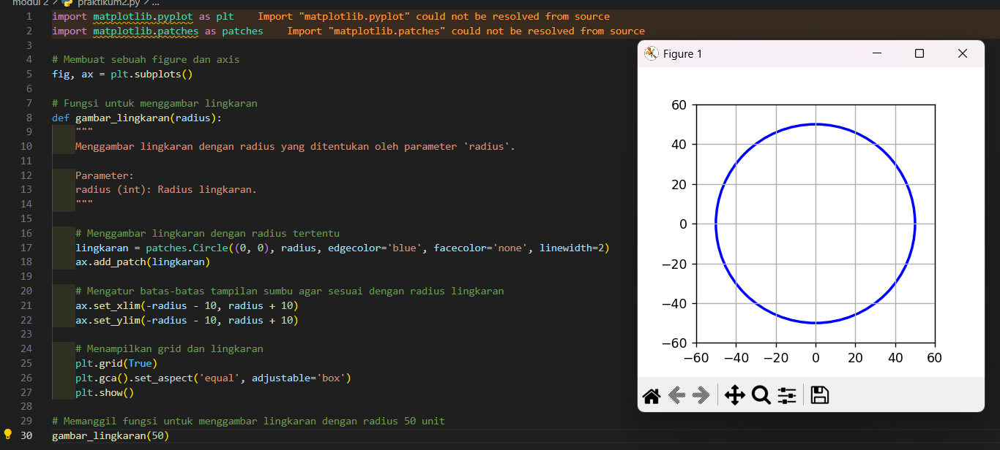 modul 2 > praktikum2.py > ...
1 import matplotlib.pyplot as plt    Import "matplotlib.pyplot" could not be resolved from source
2 import matplotlib.patches as patches    Import "matplotlib.patches" could not be resolved from source
3
4 # Membuat sebuah figure dan axis
5 fig, ax = plt.subplots()
6
7 # Fungsi untuk menggambar lingkaran
8 def gambar_lingkaran(radius):
9     """
10     Menggambar lingkaran dengan radius yang ditentukan oleh parameter 'radius'.
11
12     Parameter:
13     radius (int): Radius lingkaran.
14     """
15
16     # Menggambar lingkaran dengan radius tertentu
17     lingkaran = patches.Circle((0, 0), radius, edgecolor='blue', facecolor='none', linewidth=2)
18     ax.add_patch(lingkaran)
19
20     # Mengatur batas-batas tampilan sumbu agar sesuai dengan radius lingkaran
21     ax.set_xlim(-radius - 10, radius + 10)
22     ax.set_ylim(-radius - 10, radius + 10)
23
24     # Menampilkan grid dan lingkaran
25     plt.grid(True)
26     plt.gca().set_aspect('equal', adjustable='box')
27     plt.show()
28
29 # Memanggil fungsi untuk menggambar lingkaran dengan radius 50 unit
30 gambar_lingkaran(50)
Figure 1
60
40
20
0
−20
−40
−60
−60 −40 −20 0 20 40 60